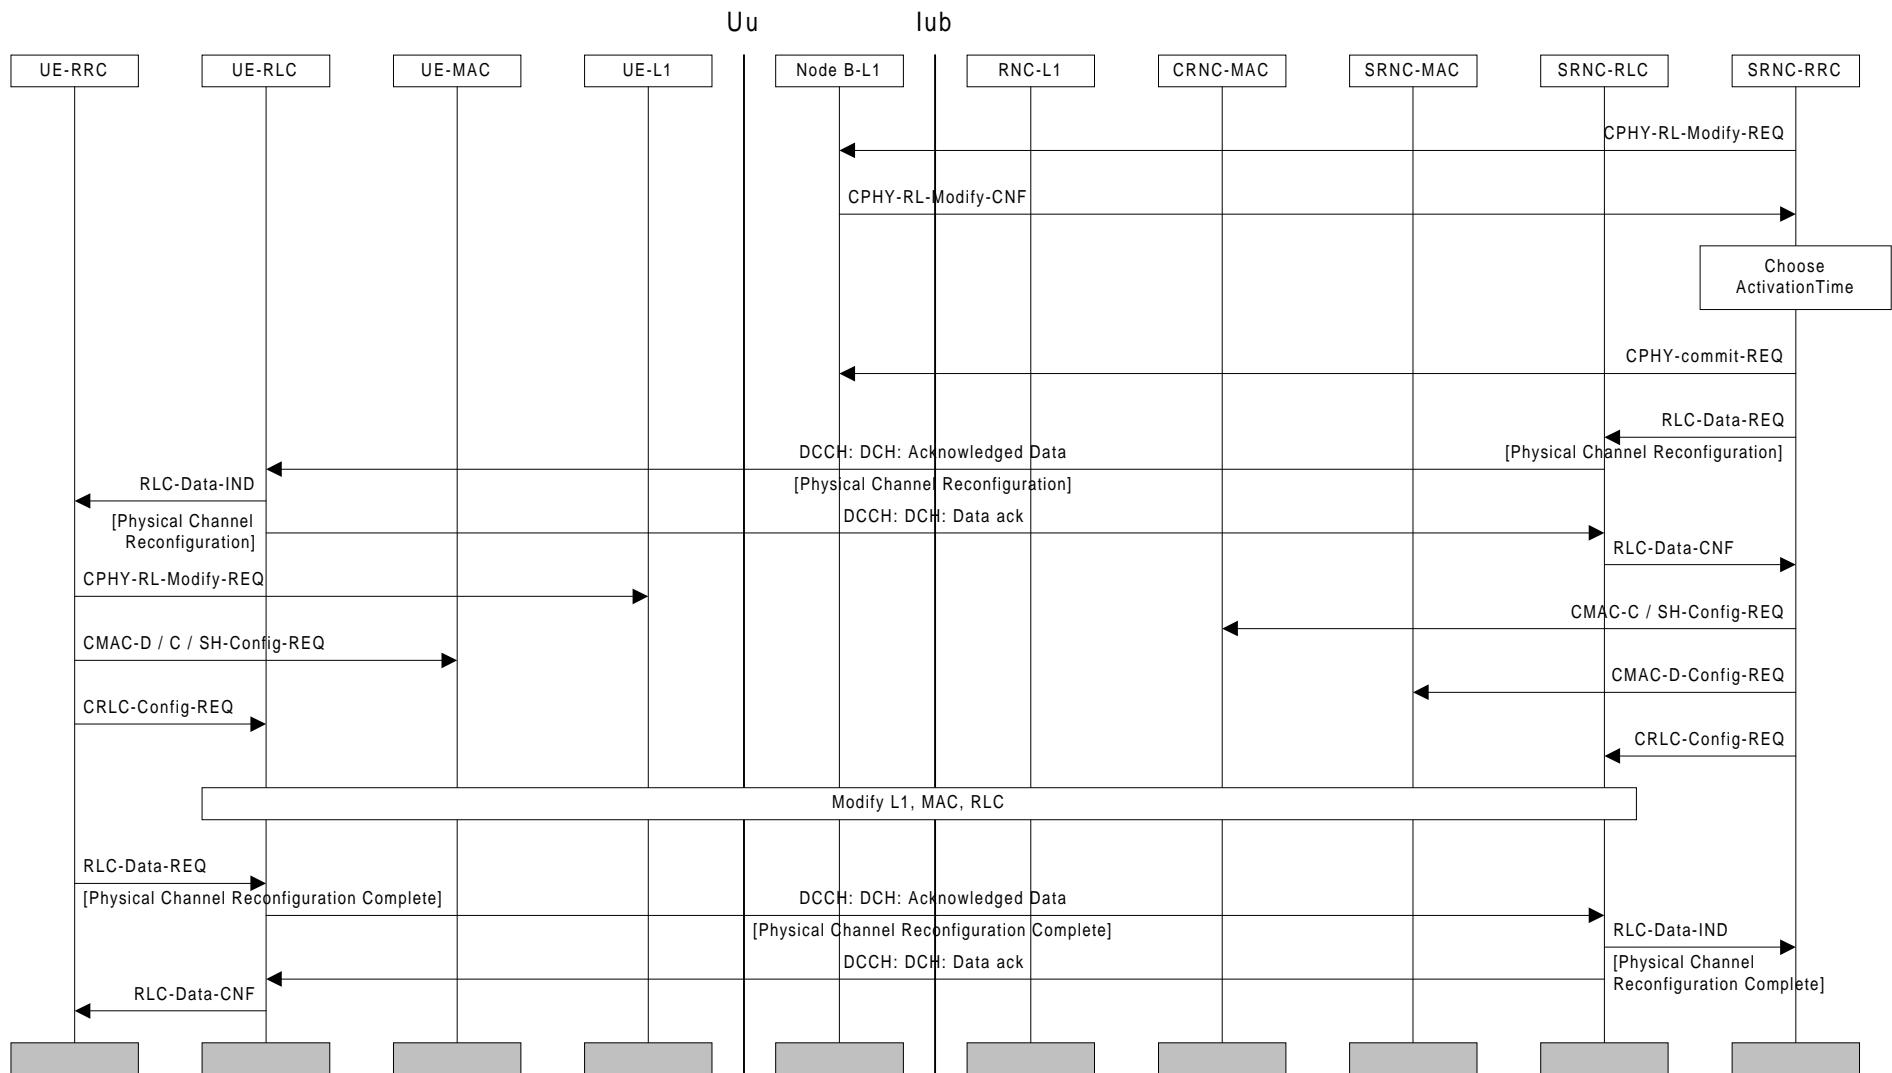 Uu
Iub
UE-RRC
UE-RLC
UE-MAC
UE-L1
Node B-L1
RNC-L1
CRNC-MAC
SRNC-MAC
SRNC-RLC
SRNC-RRC
CPHY-RL-Modify-REQ
CPHY-RL-Modify-CNF
Choose
ActivationTime
CPHY-commit-REQ
RLC-Data-REQ
DCCH: DCH: Acknowledged Data
[Physical Channel Reconfiguration]
RLC-Data-IND
[Physical Channel Reconfiguration]
[Physical Channel
Reconfiguration]
DCCH: DCH: Data ack
RLC-Data-CNF
CPHY-RL-Modify-REQ
CMAC-C / SH-Config-REQ
CMAC-D / C / SH-Config-REQ
CMAC-D-Config-REQ
CRLC-Config-REQ
CRLC-Config-REQ
Modify L1, MAC, RLC
RLC-Data-REQ
[Physical Channel Reconfiguration Complete]
DCCH: DCH: Acknowledged Data
[Physical Channel Reconfiguration Complete]
RLC-Data-IND
DCCH: DCH: Data ack
[Physical Channel
Reconfiguration Complete]
RLC-Data-CNF